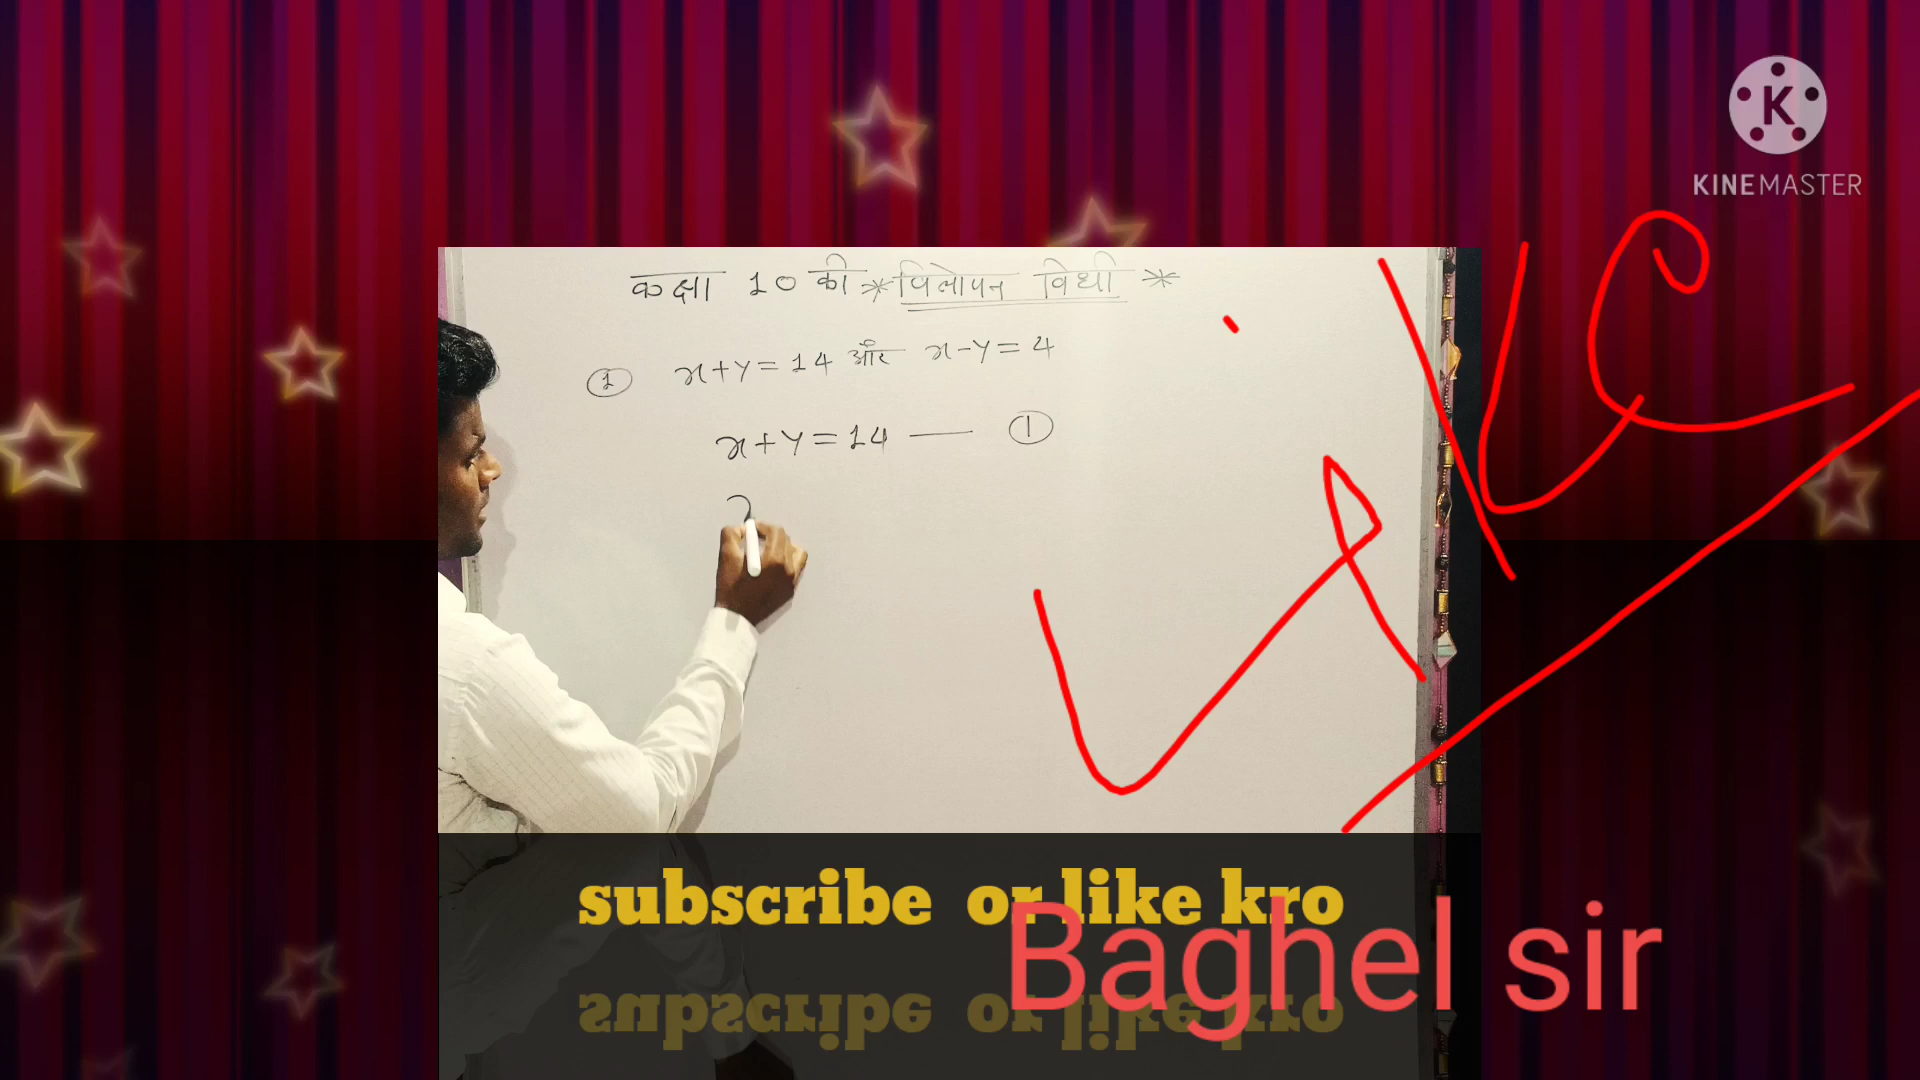 KINEMASTER
कक्षा 10 की *विलोपन विधी*
① x+y=14 और x-y=4
x+y=14 — ①
subscribe or like kro
Baghel sir